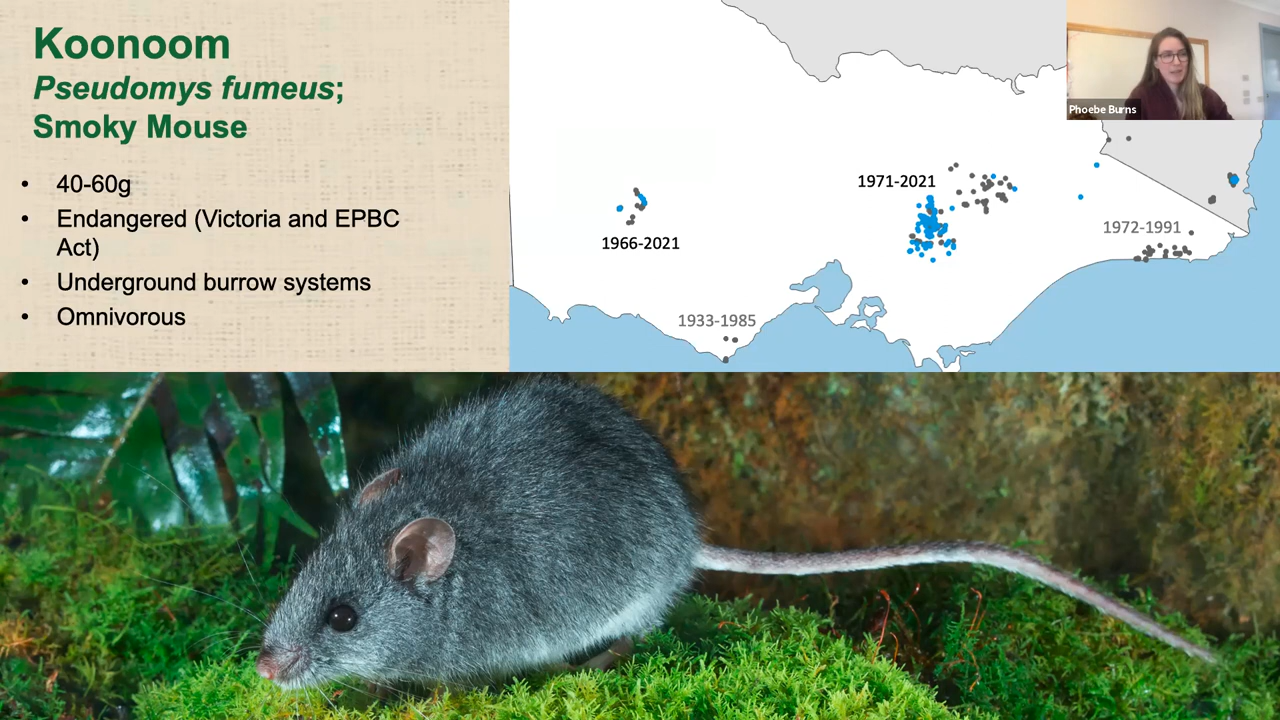 Koonoom
Pseudomys fumeus;
Smoky Mouse
• 40-60g
• Endangered (Victoria and EPBC
Act)
• Underground burrow systems
• Omnivorous
1966-2021
1933-1985
1971-2021
1972-1991
Phoebe Burns